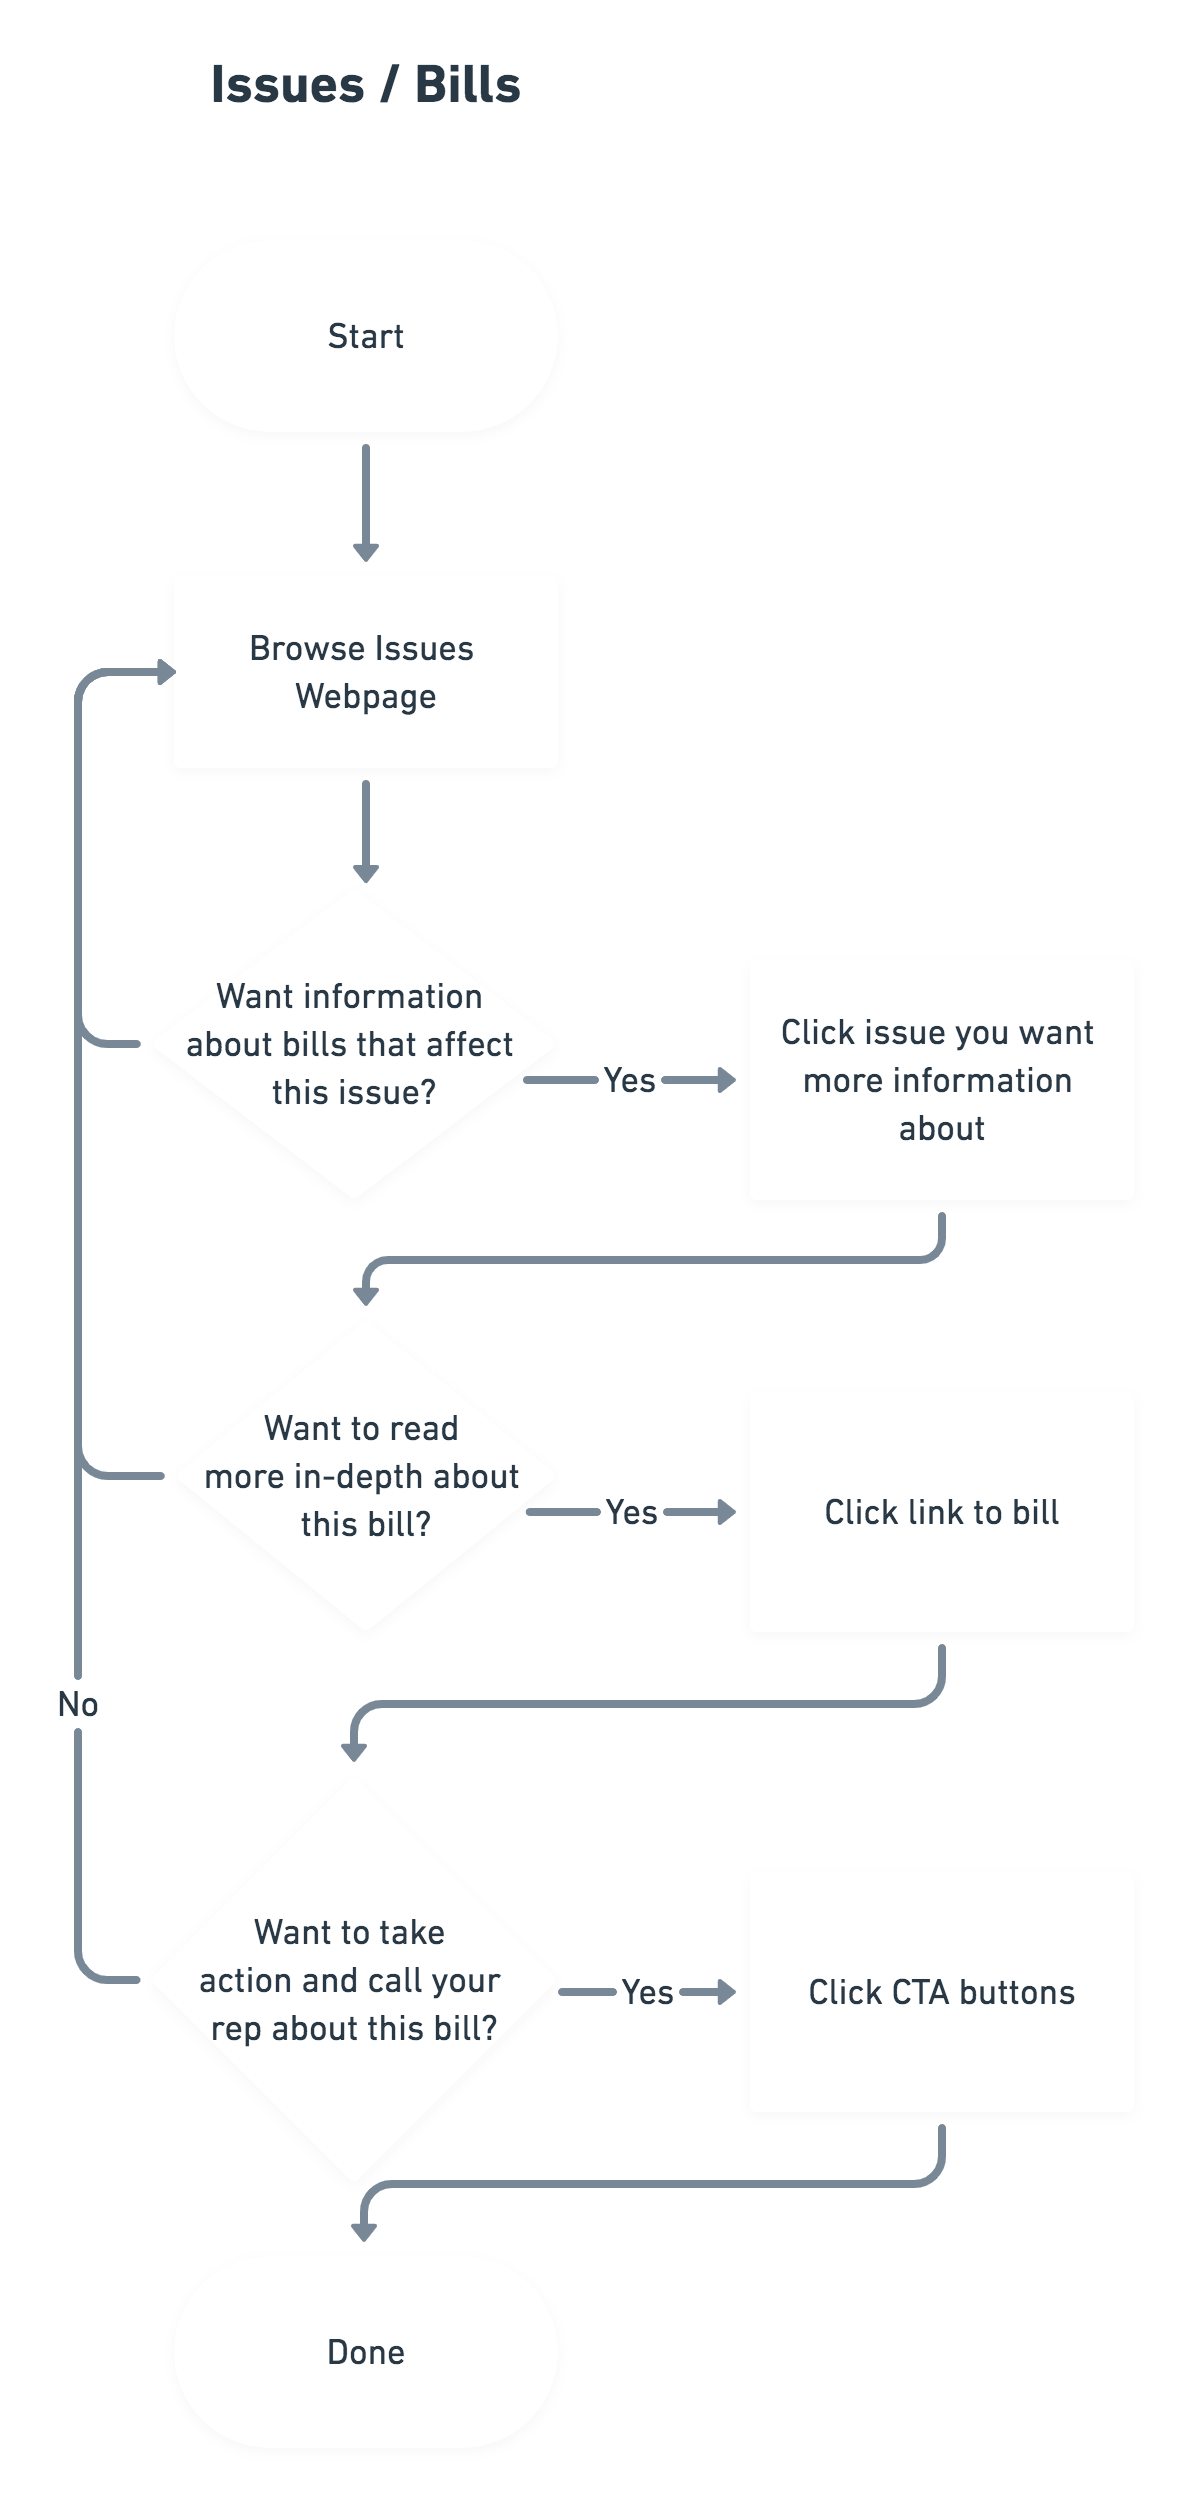 Issues / Bills
Start
Browse Issues
Webpage
Want information
about bills that affect
this issue?
Yes
Click issue you want
more information
about
Want to read
more in-depth about
this bill?
Yes
Click link to bill
No
Want to take
action and call your
rep about this bill?
Yes
Click CTA buttons
Done